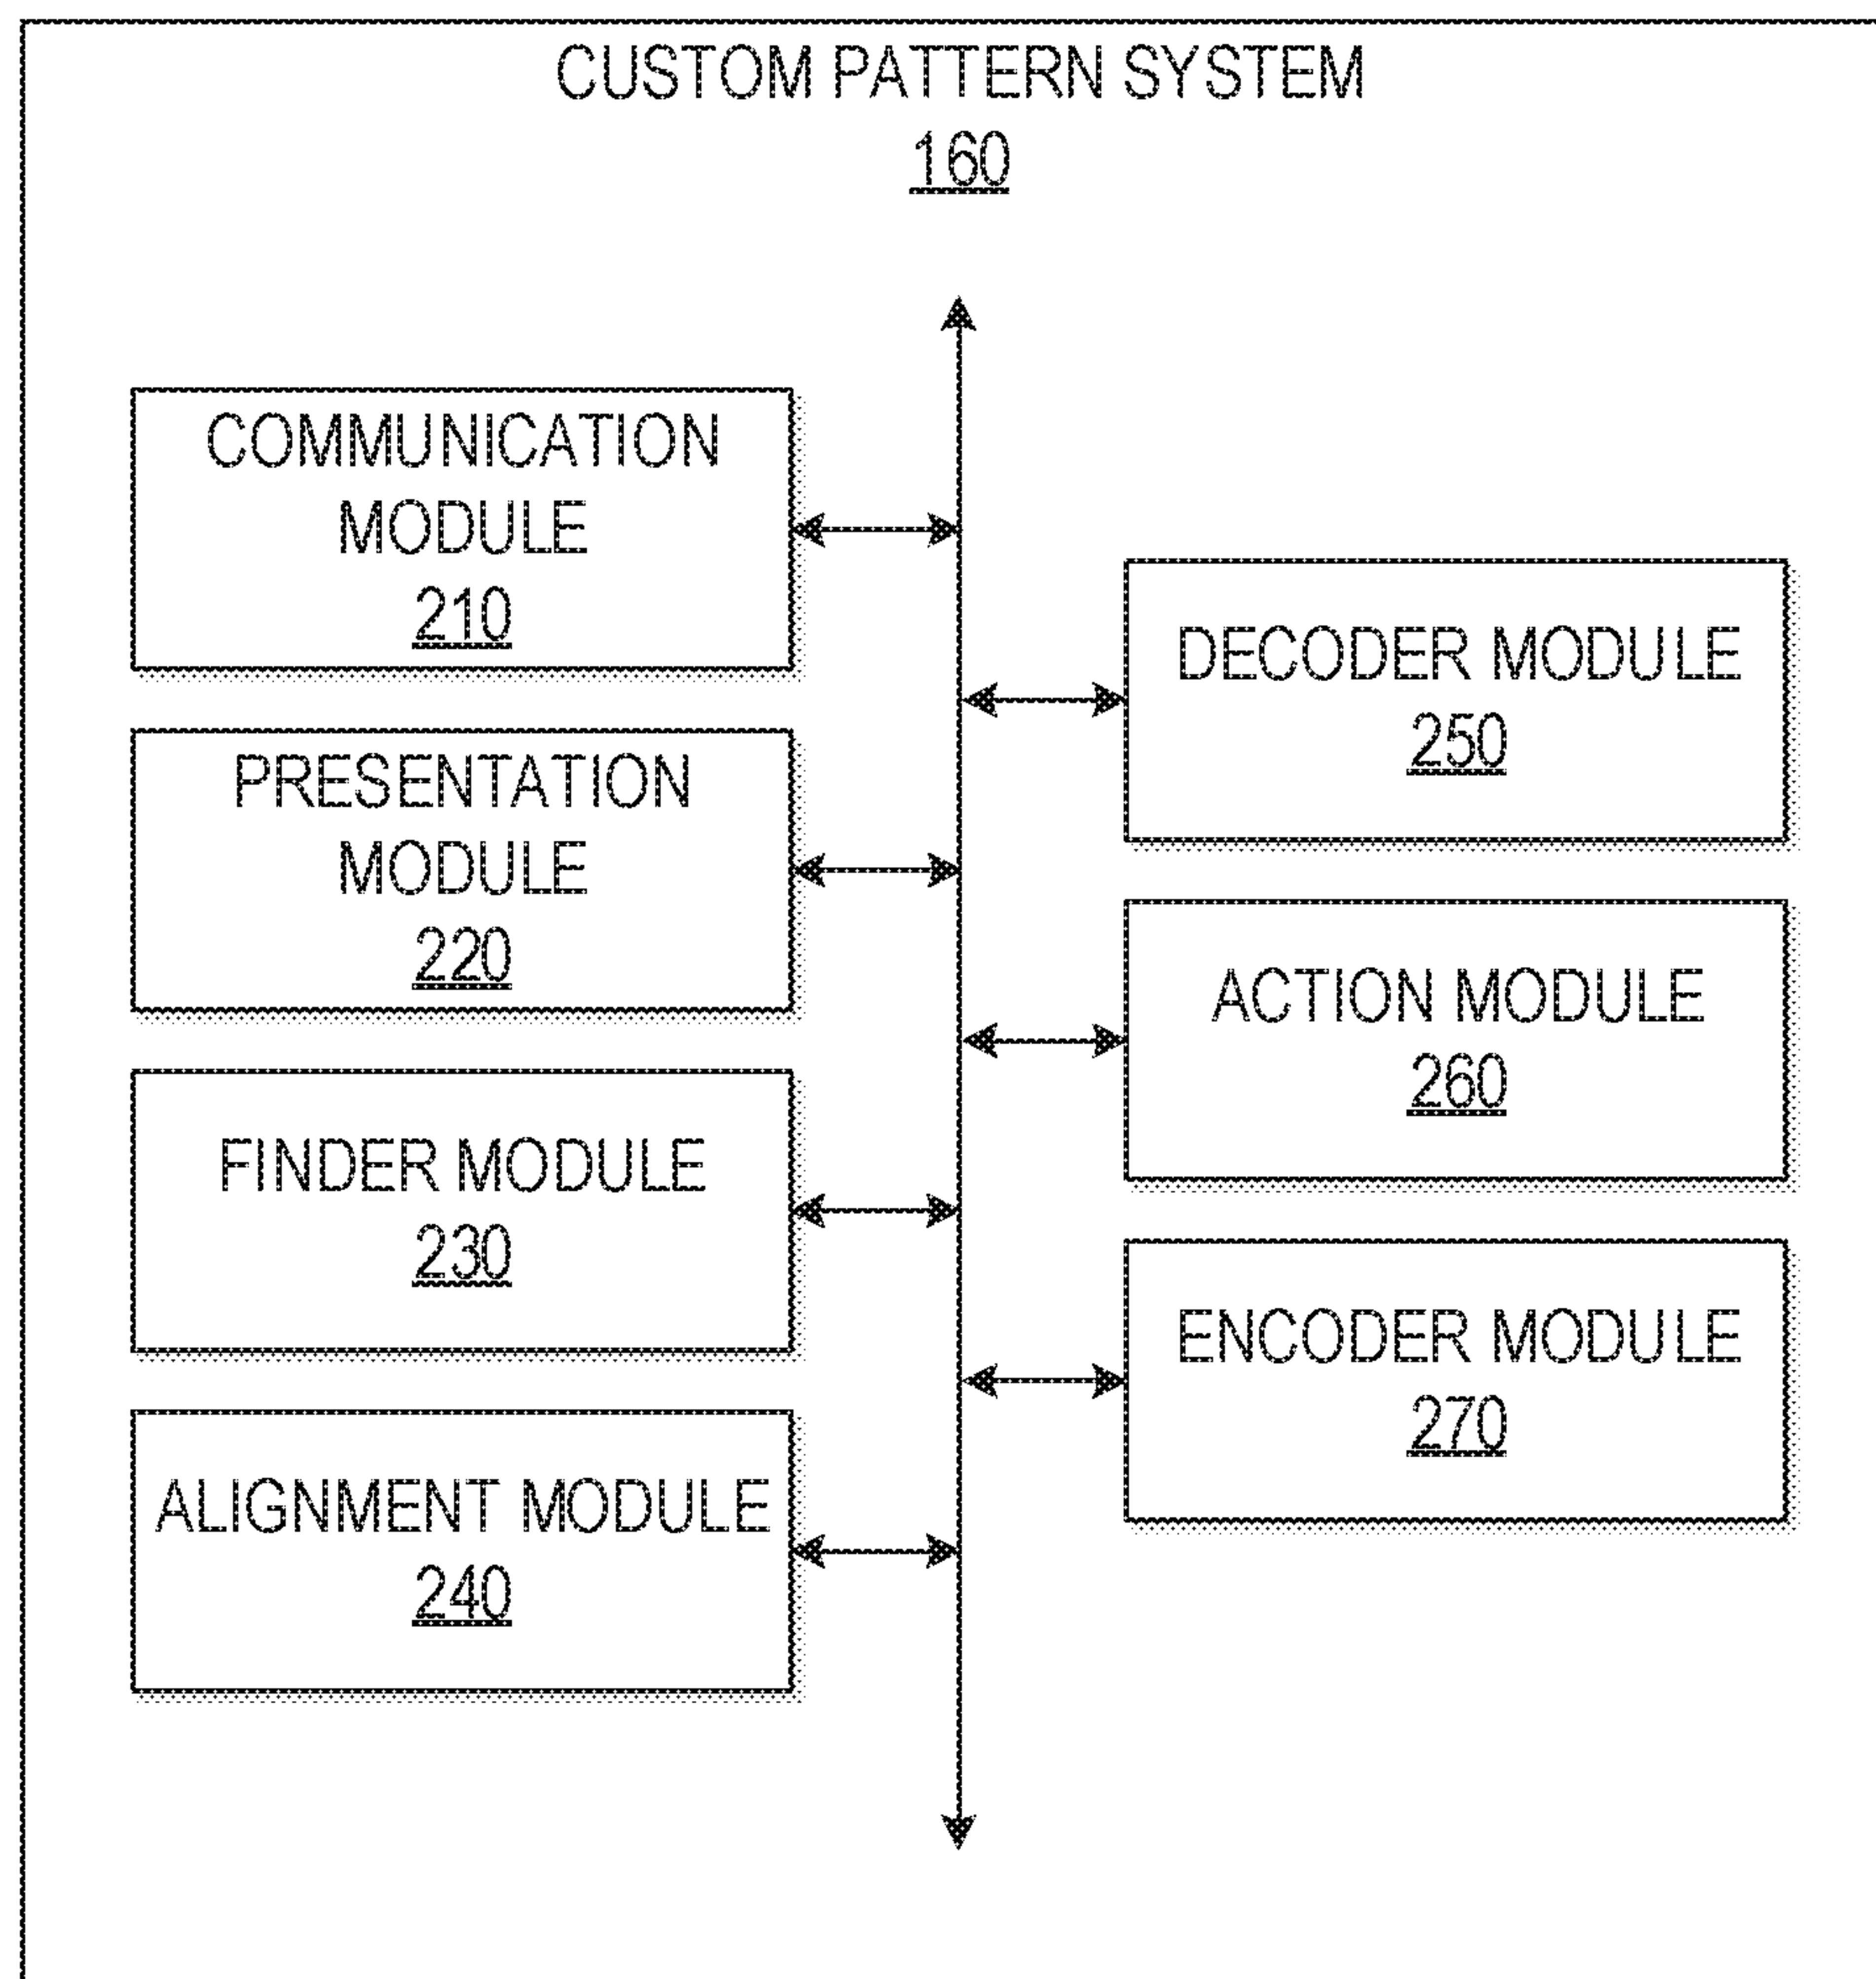 CUSTOM PATTERN SYSTEM
160
COMMUNICATION
MODULE
210
PRESENTATION
MODULE
220
FINDER MODULE
230
ALIGNMENT MODULE
240
DECODER MODULE
250
ACTION MODULE
260
ENCODER MODULE
270